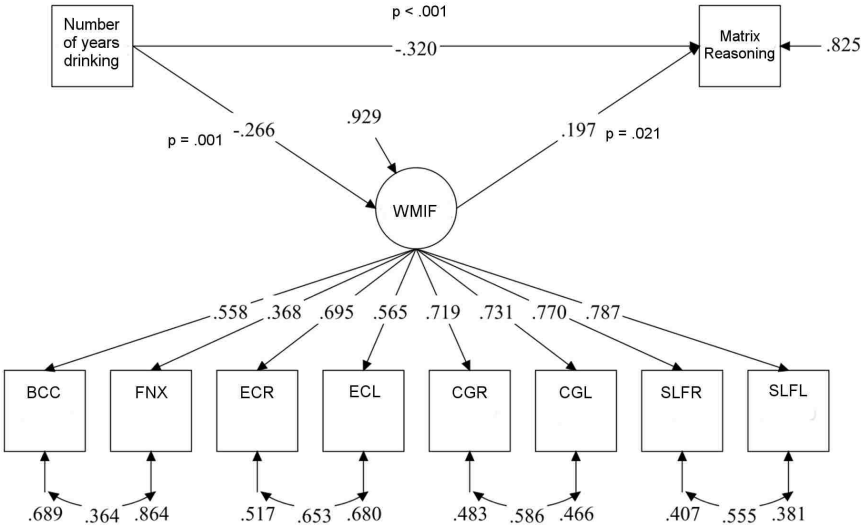 p < .001
Number
of years
drinking
-.320
Matrix
Reasoning
.825
p = .001
-.266
.929
.197
p = .021
WMIF
.558 .368 .695 .565 .719 .731 .770 .787
BCC FNX ECR ECL CGR CGL SLFR SLFL
.689 .364 .864 .517 .653 .680 .483 .586 .466 .407 .555 .381